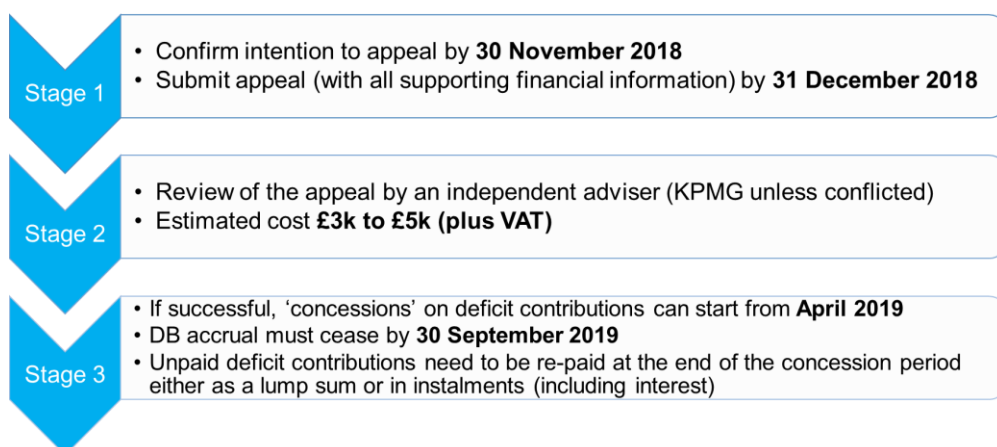 Stage 1
• Confirm intention to appeal by 30 November 2018
• Submit appeal (with all supporting financial information) by 31 December 2018
Stage 2
• Review of the appeal by an independent adviser (KPMG unless conflicted)
• Estimated cost £3k to £5k (plus VAT)
Stage 3
• If successful, ‘concessions’ on deficit contributions can start from April 2019
• DB accrual must cease by 30 September 2019
• Unpaid deficit contributions need to be re-paid at the end of the concession period
either as a lump sum or in instalments (including interest)